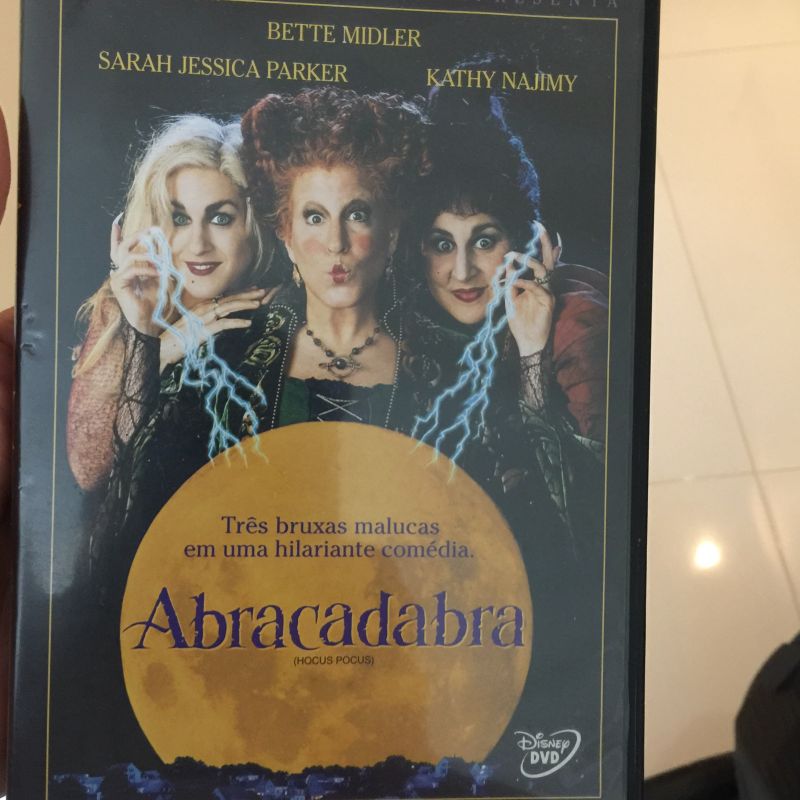 PRESENTA
BETTE MIDLER
SARAH JESSICA PARKER
KATHY NAJIMY
Três bruxas malucas
em uma hilariante comédia.
Abracadabra
(HOCUS POCUS)
DISNEY
DVD